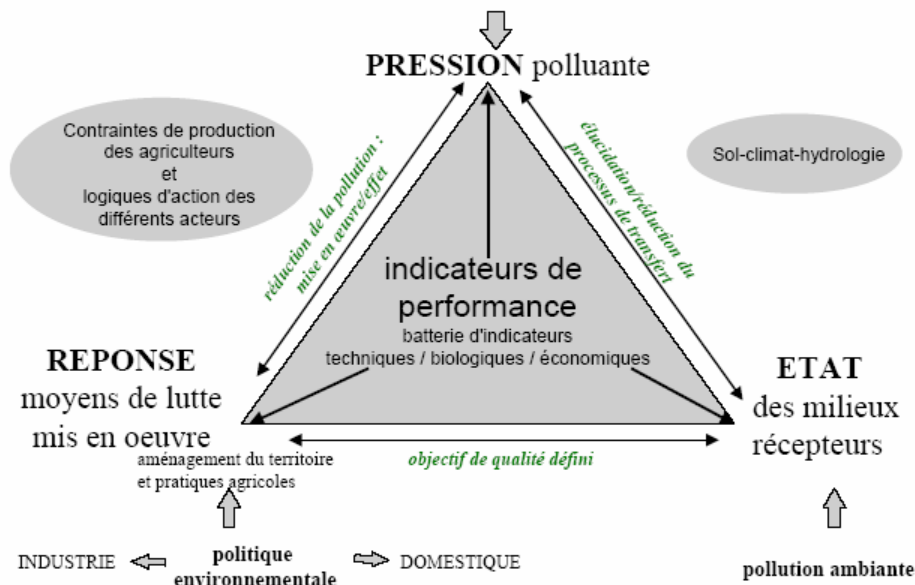 PRESSION polluante
Contraintes de production
des agriculteurs
et
logiques d'action des
différents acteurs
réduction de la pollution :
mise en œuvre/effet
élucidation/réduction du
processus de transfert
Sol-climat-hydrologie
indicateurs de
performance
batterie d'indicateurs
techniques / biologiques / économiques
REPONSE
moyens de lutte
mis en oeuvre
aménagement du territoire
et pratiques agricoles
ETAT
des milieux
récepteurs
objectif de qualité défini
INDUSTRIE
politique
environnementale
DOMESTIQUE
pollution ambiante